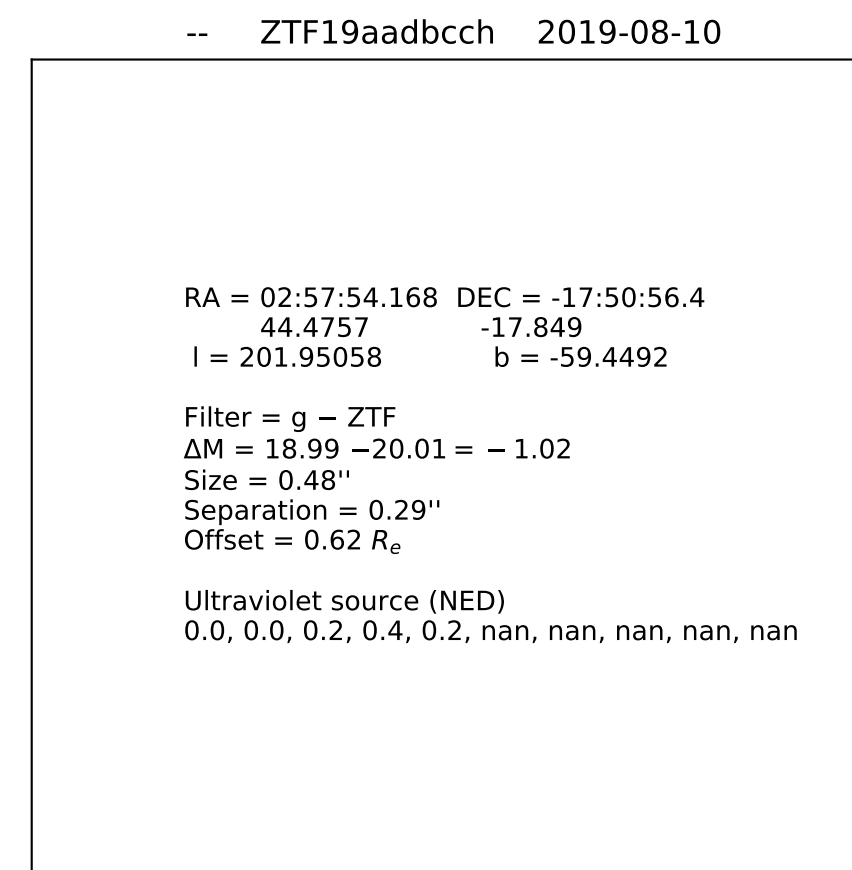 -- ZTF19aadbcch 2019-08-10
RA = 02:57:54.168 DEC = -17:50:56.4
44.4757 -17.849
l = 201.95058 b = -59.4492
Filter = g − ZTF
ΔM = 18.99 −20.01 = − 1.02
Size = 0.48''
Separation = 0.29''
Offset = 0.62 Re
Ultraviolet source (NED)
0.0, 0.0, 0.2, 0.4, 0.2, nan, nan, nan, nan, nan